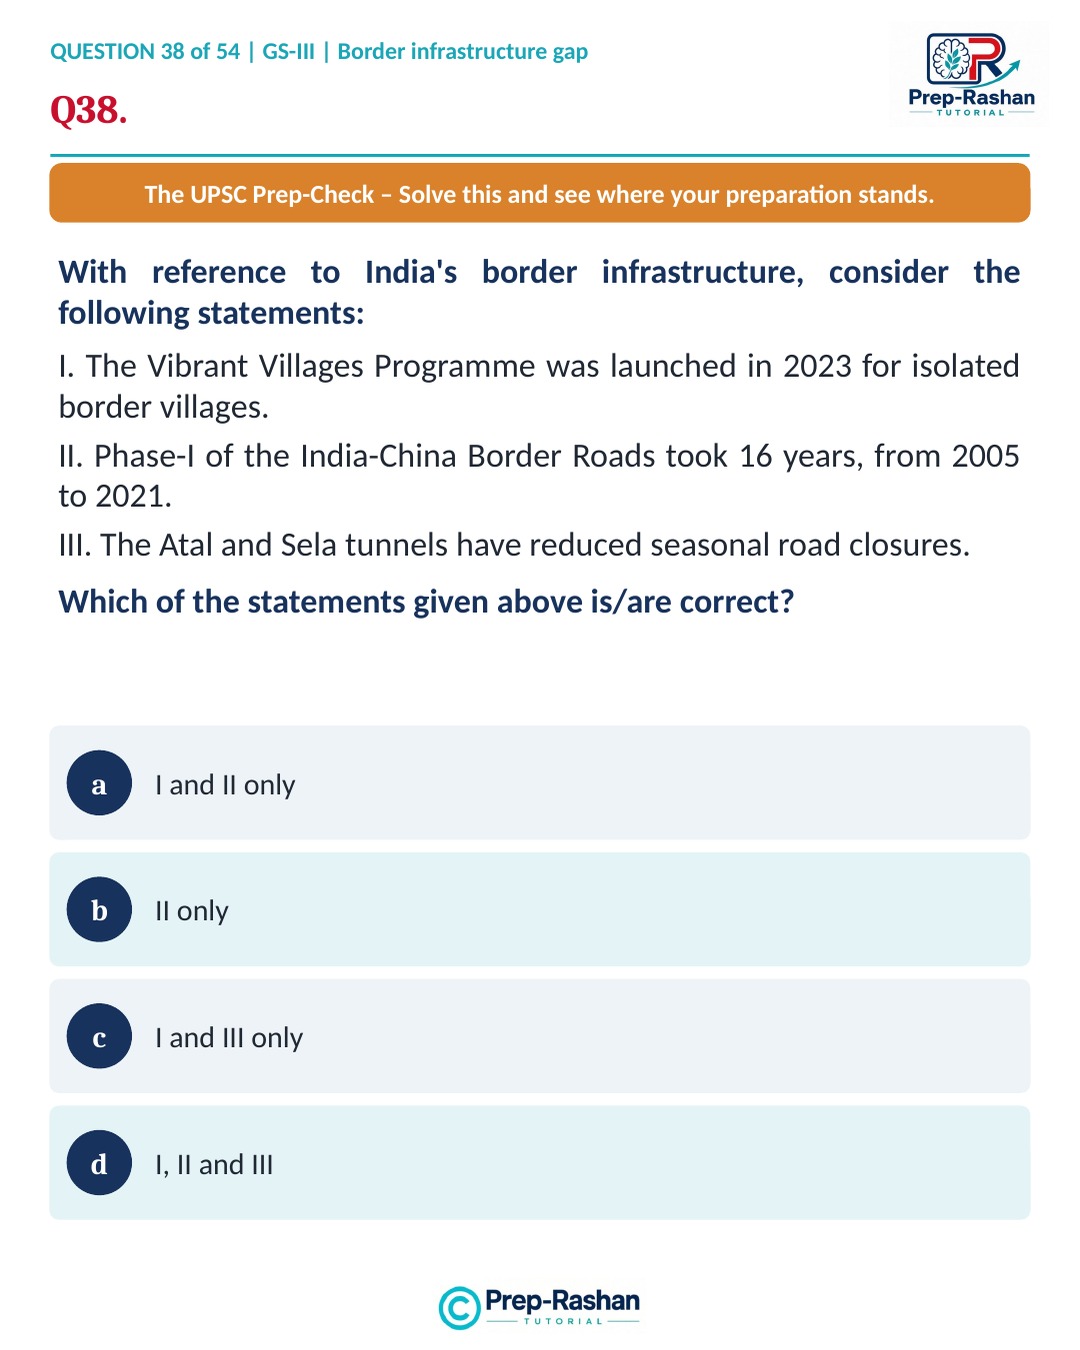 QUESTION 38 of 54 | GS-III | Border infrastructure gap
Q38.
Prep-Rashan
TUTORIAL
The UPSC Prep-Check – Solve this and see where your preparation stands.
With reference to India's border infrastructure, consider the
following statements:
I. The Vibrant Villages Programme was launched in 2023 for isolated
border villages.
II. Phase-I of the India-China Border Roads took 16 years, from 2005
to 2021.
III. The Atal and Sela tunnels have reduced seasonal road closures.
Which of the statements given above is/are correct?
a I and II only
b II only
c I and III only
d I, II and III
© Prep-Rashan
TUTORIAL